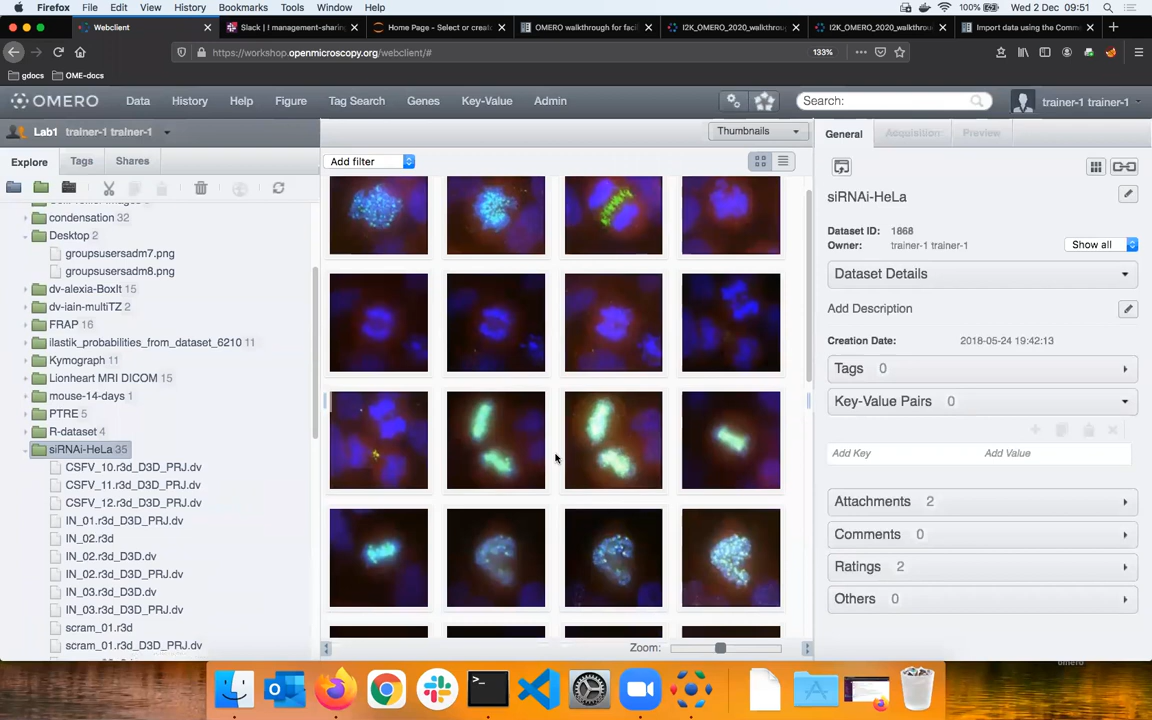 Firefox File Edit View History Bookmarks Tools Window Help 100% Wed 2 Dec 09:51
Webclient Slack | ! management-sharing Home Page - Select or create OMERO walkthrough for faci I2K_OMERO_2020_walkthrou I2K_OMERO_2020_walkthrou Import data using the Comm
https://workshop.openmicroscopy.org/webclient/# 133%
gdocs OME-docs
OMERO Data History Help Figure Tag Search Genes Key-Value Admin Search: trainer-1 trainer-1
Lab1 trainer-1 trainer-1 Thumbnails General Acquisition Preview
Explore Tags Shares Add filter
siRNAi-HeLa
condensation 32
Desktop 2
groupsusersadm7.png
groupsusersadm8.png
dv-alexia-BoxIt 15
dv-iain-multiTZ 2
FRAP 16
ilastik_probabilities_from_dataset_6210 11
Kymograph 11
Lionheart MRI DICOM 15
mouse-14-days 1
PTRE 5
R-dataset 4
siRNAi-HeLa 35
CSFV_10.r3d_D3D_PRJ.dv
CSFV_11.r3d_D3D_PRJ.dv
CSFV_12.r3d_D3D_PRJ.dv
IN_01.r3d_D3D_PRJ.dv
IN_02.r3d
IN_02.r3d_D3D.dv
IN_02.r3d_D3D_PRJ.dv
IN_03.r3d_D3D.dv
IN_03.r3d_D3D_PRJ.dv
scram_01.r3d
scram_01.r3d_D3D_PRJ.dv
Dataset ID: 1868
Owner: trainer-1 trainer-1 Show all
Dataset Details
Add Description
Creation Date: 2018-05-24 19:42:13
Tags 0
Key-Value Pairs 0
Add Key Add Value
Attachments 2
Comments 0
Ratings 2
Others 0
Zoom:
omero